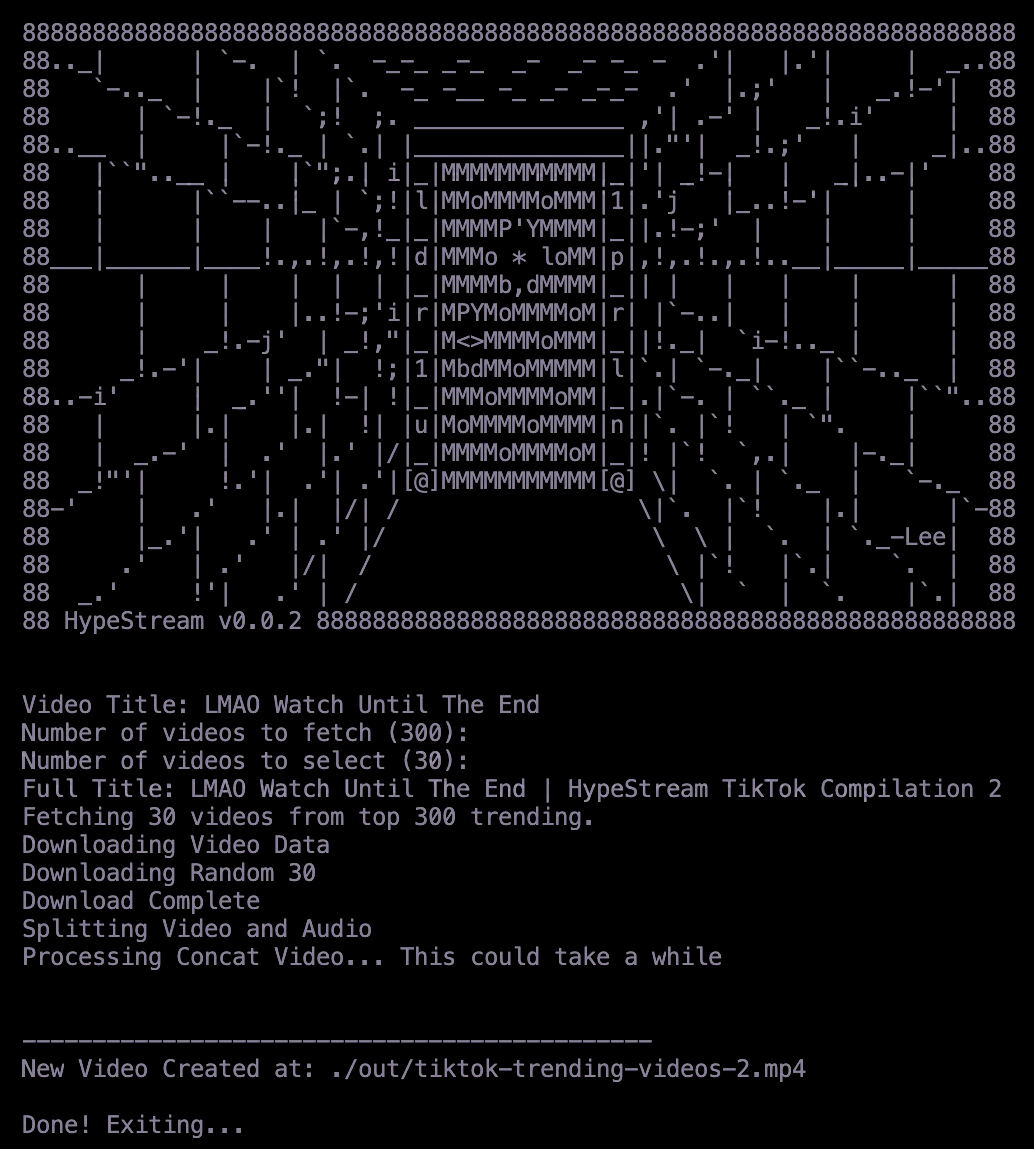 Lee
HypeStream v0.0.2
Video Title: LMAO Watch Until The End
Number of videos to fetch (300):
Number of videos to select (30):
Full Title: LMAO Watch Until The End | HypeStream TikTok Compilation 2
Fetching 30 videos from top 300 trending.
Downloading Video Data
Downloading Random 30
Download Complete
Splitting Video and Audio
Processing Concat Video... This could take a while
New Video Created at: ./out/tiktok-trending-videos-2.mp4
Done! Exiting...